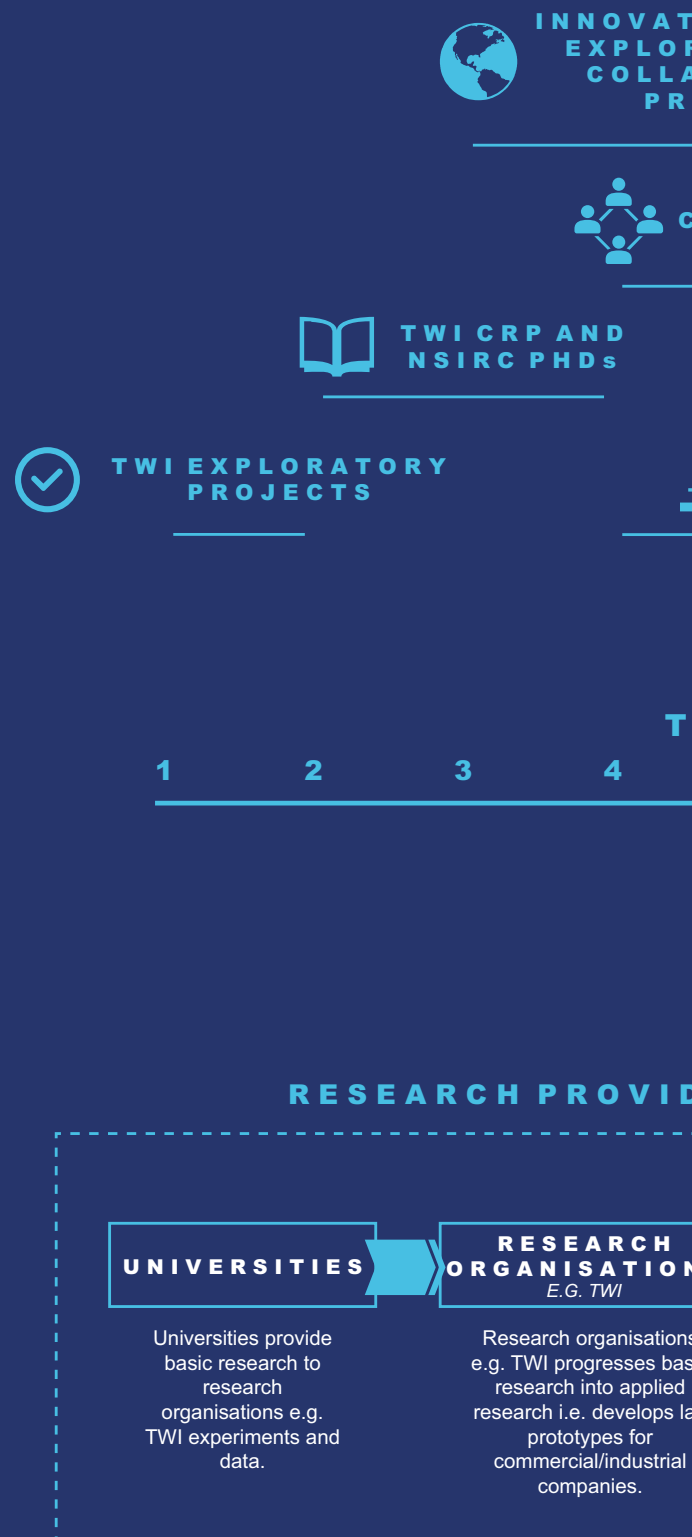 INNOVAT
EXPLOR
COLLA
PR
C
TWI CRP AND
NSIRC PHDs
TWI EXPLORATORY
PROJECTS
T
1 2 3 4
RESEARCH PROVID
UNIVERSITIES
RESEARCH
ORGANISATION
E.G. TWI
Universities provide
basic research to
research
organisations e.g.
TWI experiments and
data.
Research organisations
e.g. TWI progresses bas
research into applied
research i.e. develops la
prototypes for
commercial/industrial
companies.